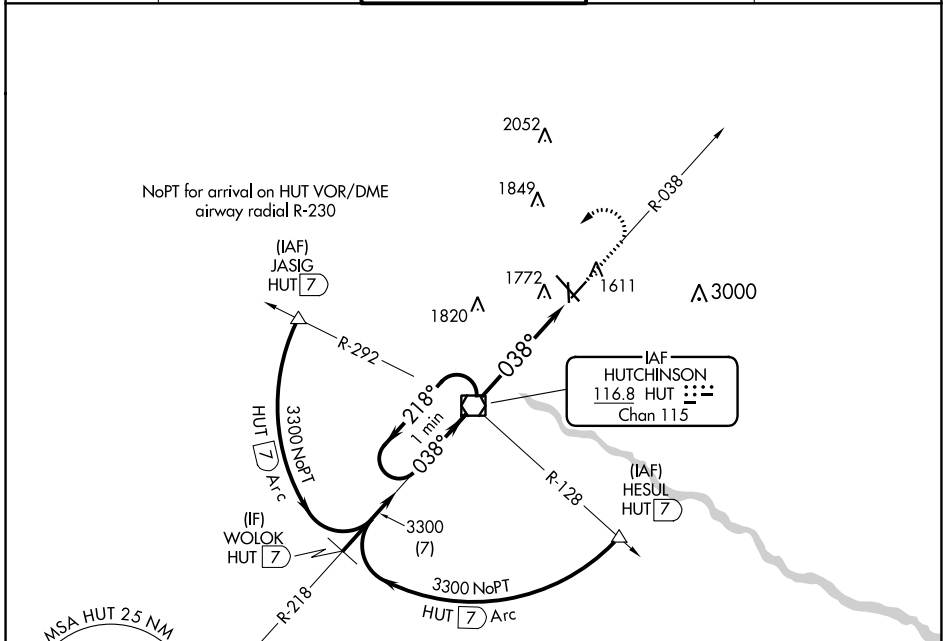 2052
1849
R-038
NoPT for arrival on HUT VOR/DME
airway radial R-230
(IAF)
JASIG
HUT 7
1772
1611
3000
1820
R-292
038°
IAF
HUTCHINSON
116.8 HUT
Chan 115
218°
1 min
038°
3300 NoPT
HUT 7 Arc
R-128
(IAF)
HESUL
HUT 7
(IF)
WOLOK
HUT 7
3300
(7)
3300 NoPT
HUT 7 Arc
R-218
MSA HUT 25 NM